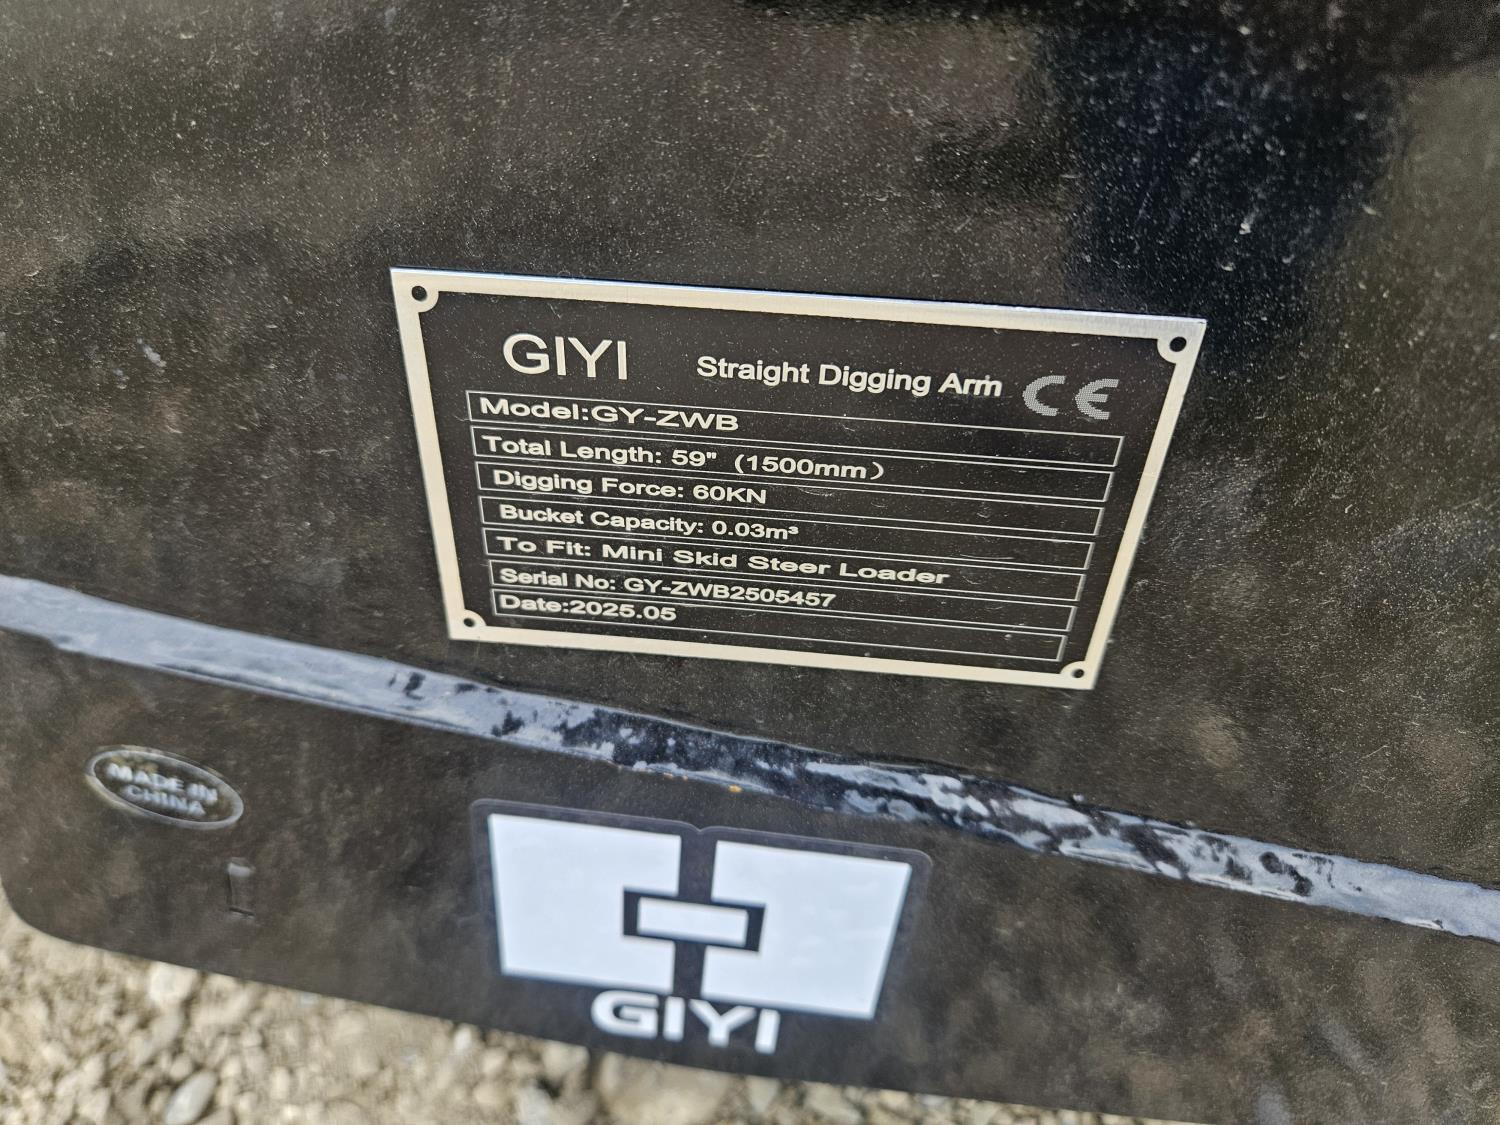 GIYI Straight Digging Arm CE
Model:GY-ZWB
Total Length: 59" (1500mm）
Digging Force: 60KN
Bucket Capacity: 0.03m³
To Fit: Mini Skid Steer Loader
Serial No: GY-ZWB2505457
Date:2025.05
MADE IN
CHINA
GIYI